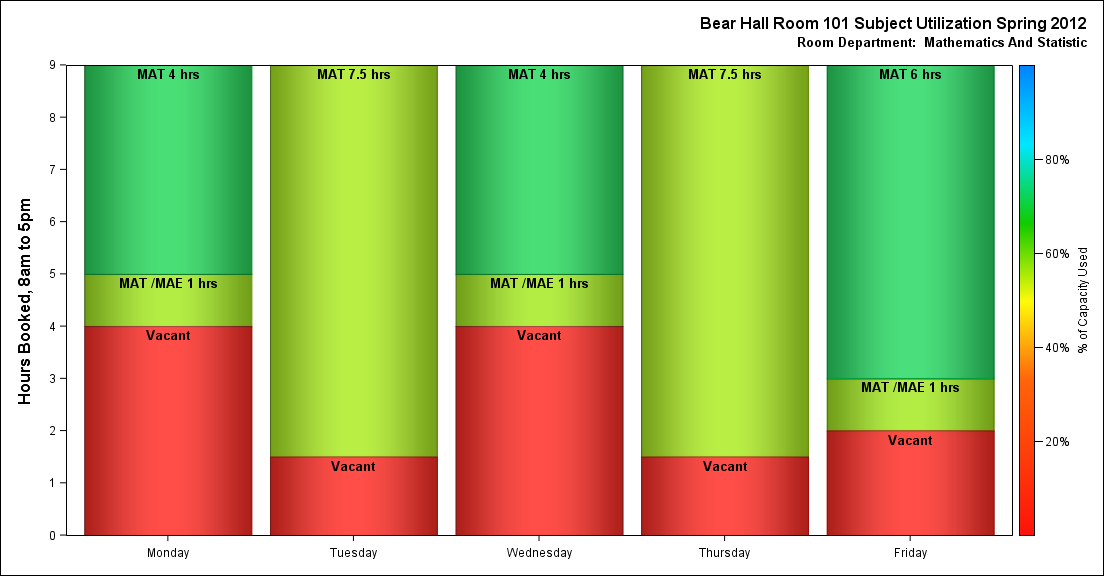 Bear Hall Room 101 Subject Utilization Spring 2012
Room Department:  Mathematics And Statistic
Hours Booked, 8am to 5pm
9
8
7
6
5
4
3
2
1
0
MAT 4 hrs
MAT /MAE 1 hrs
Vacant
MAT 7.5 hrs
Vacant
MAT 4 hrs
MAT /MAE 1 hrs
Vacant
MAT 7.5 hrs
Vacant
MAT 6 hrs
MAT /MAE 1 hrs
Vacant
Monday
Tuesday
Wednesday
Thursday
Friday
80%
60%
40%
20%
% of Capacity Used